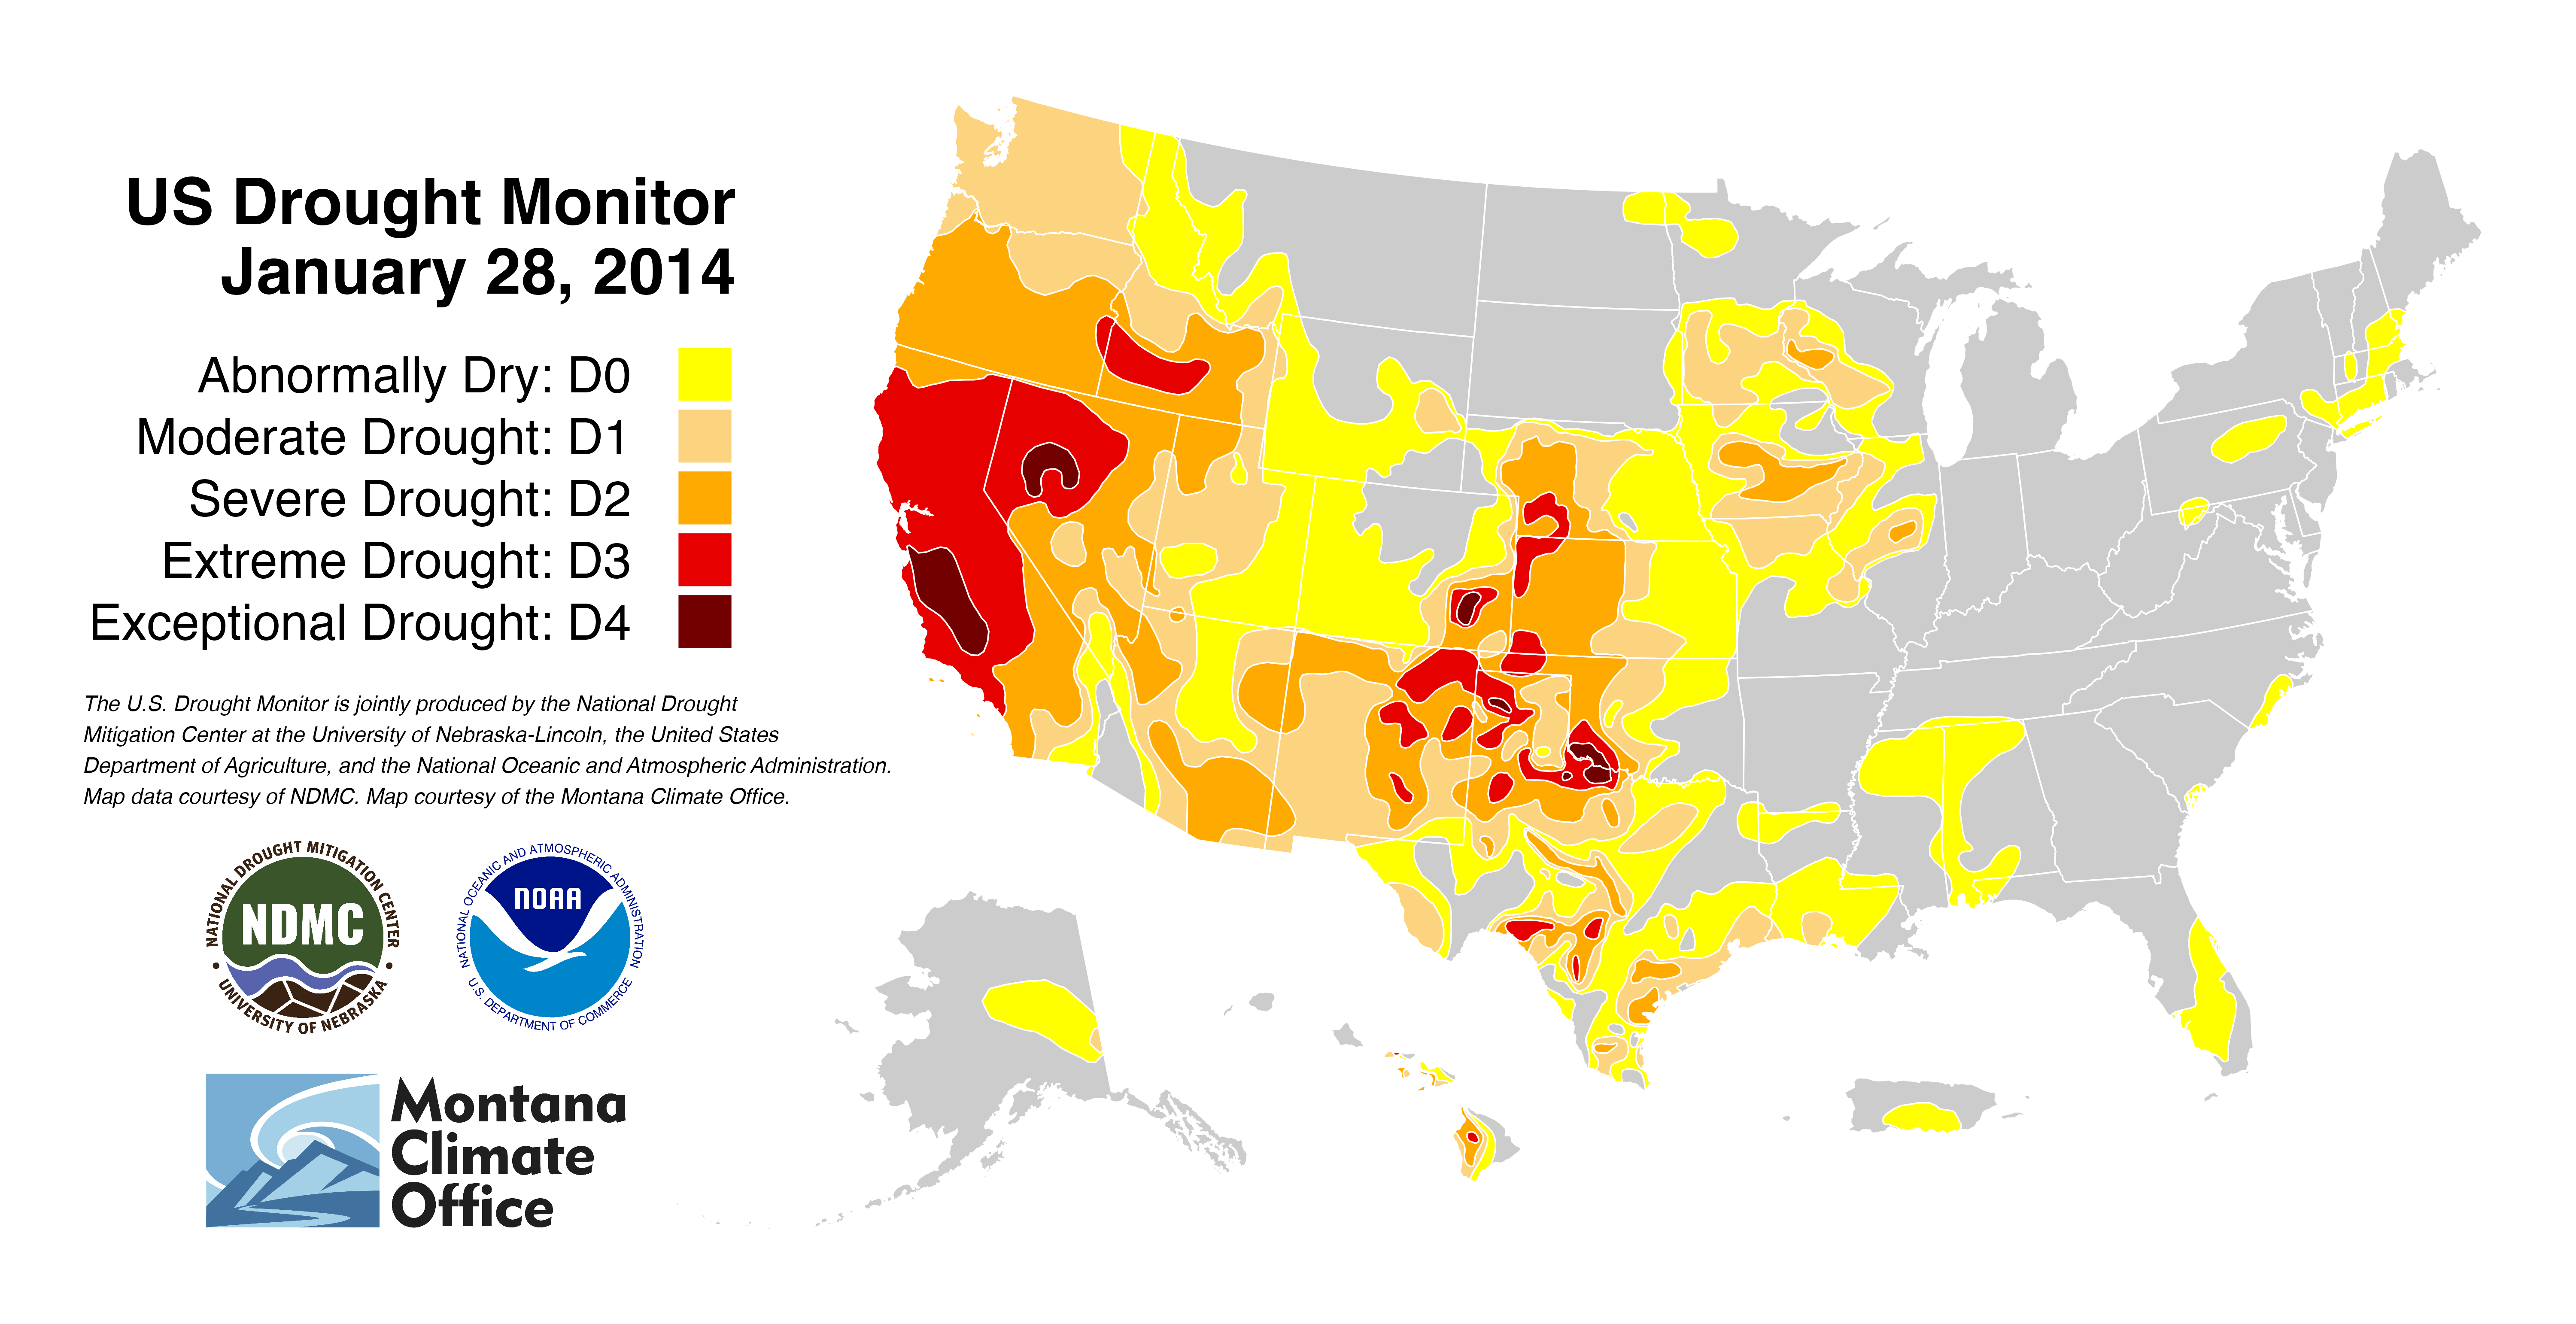 US Drought Monitor
January 28, 2014
Abnormally Dry: D0
Moderate Drought: D1
Severe Drought: D2
Extreme Drought: D3
Exceptional Drought: D4
The U.S. Drought Monitor is jointly produced by the National Drought
Mitigation Center at the University of Nebraska-Lincoln, the United States
Department of Agriculture, and the National Oceanic and Atmospheric Administration.
Map data courtesy of NDMC. Map courtesy of the Montana Climate Office.
NATIONAL DROUGHT MITIGATION CENTER
NDMC
UNIVERSITY OF NEBRASKA
NATIONAL OCEANIC AND ATMOSPHERIC ADMINISTRATION
NOAA
U.S. DEPARTMENT OF COMMERCE
Montana
Climate
Office